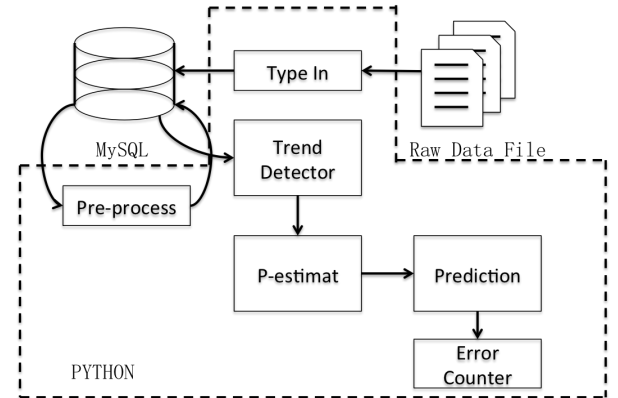 Type In
MySQL
Trend
Detector
Raw Data File
Pre-process
P-estimat
Prediction
Error
Counter
PYTHON